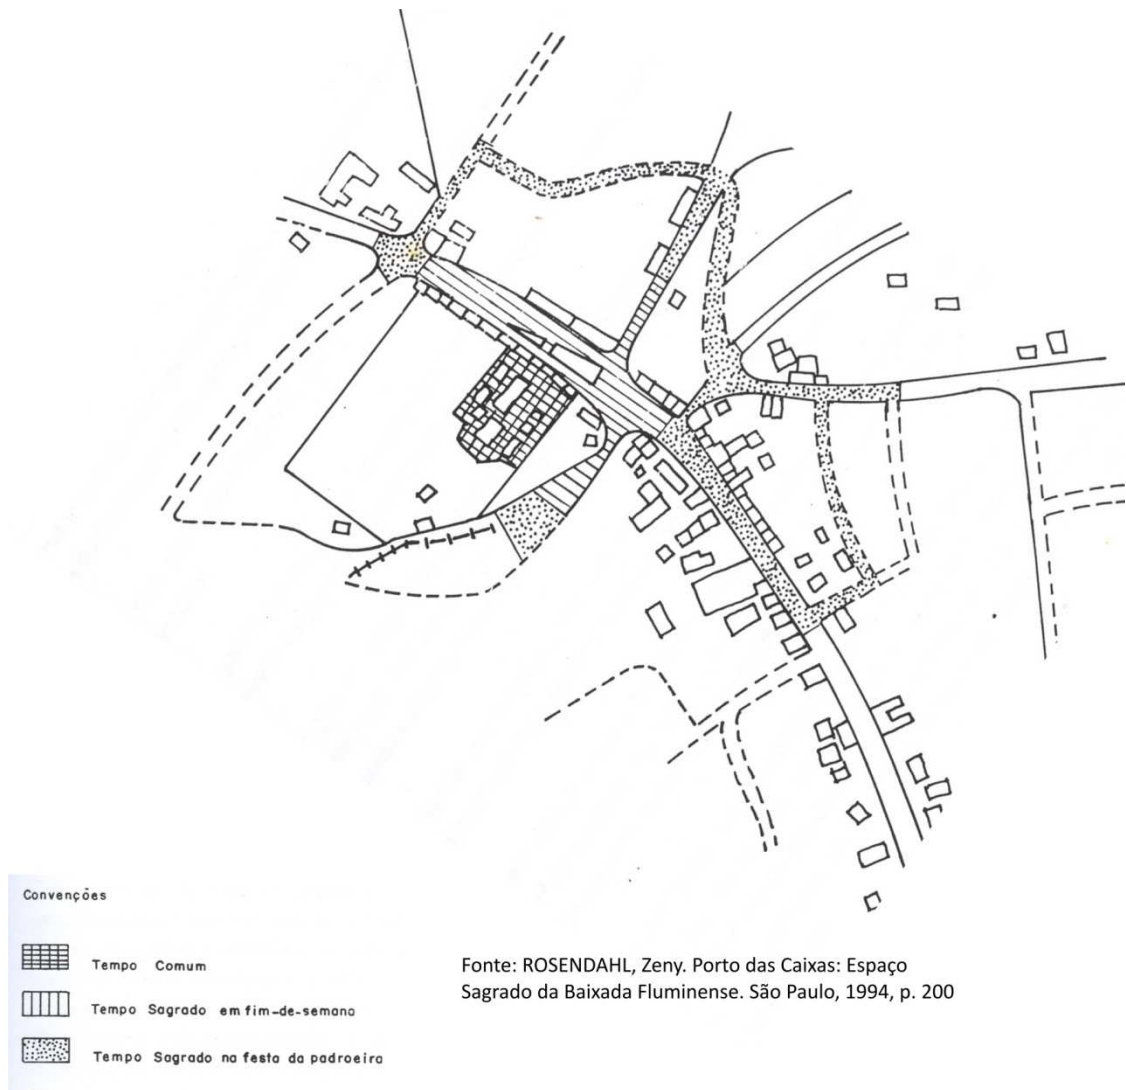 Convenções
Tempo Comum
Tempo Sagrado em fim-de-semana
Tempo Sagrado na festa da padroeira
Fonte: ROSENDAHL, Zeny. Porto das Caixas: Espaço
Sagrado da Baixada Fluminense. São Paulo, 1994, p. 200